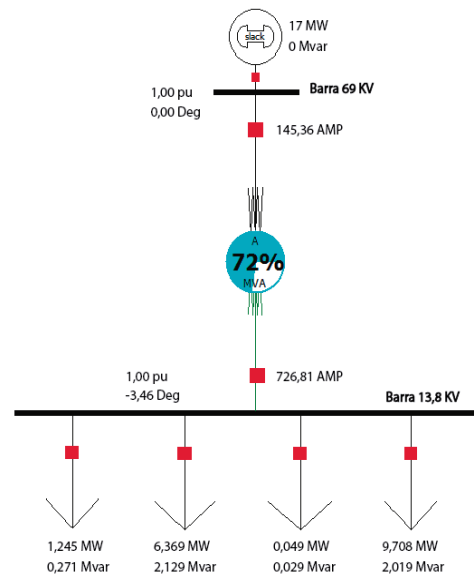 slack
17 MW
0 Mvar
1,00 pu
0,00 Deg
Barra 69 KV
145,36 AMP
A
72%
MVA
1,00 pu
-3,46 Deg
726,81 AMP
Barra 13,8 KV
1,245 MW
0,271 Mvar
6,369 MW
2,129 Mvar
0,049 MW
0,029 Mvar
9,708 MW
2,019 Mvar